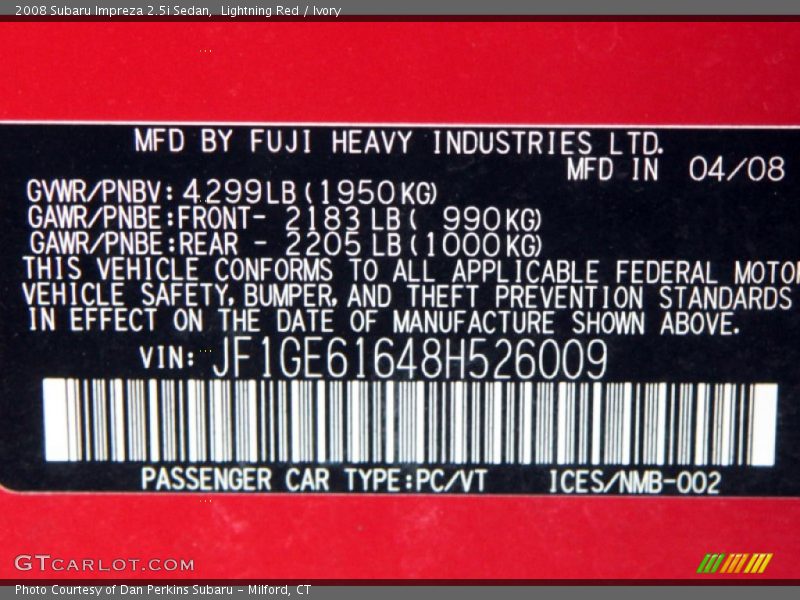 2008 Subaru Impreza 2.5i Sedan,  Lightning Red / Ivory
MFD BY FUJI HEAVY INDUSTRIES LTD.
MFD IN 04/08
GVWR/PNBV: 4299LB(1950KG)
GAWR/PNBE:FRONT- 2183 LB( 990KG)
GAWR/PNBE:REAR - 2205 LB(1000KG)
THIS VEHICLE CONFORMS TO ALL APPLICABLE FEDERAL MOTOR
VEHICLE SAFETY, BUMPER, AND THEFT PREVENTION STANDARDS
IN EFFECT ON THE DATE OF MANUFACTURE SHOWN ABOVE.
VIN: JF1GE61648H526009
PASSENGER CAR TYPE:PC/VT ICES/NMB-002
GTCARLOT.COM
Photo Courtesy of Dan Perkins Subaru - Milford, CT